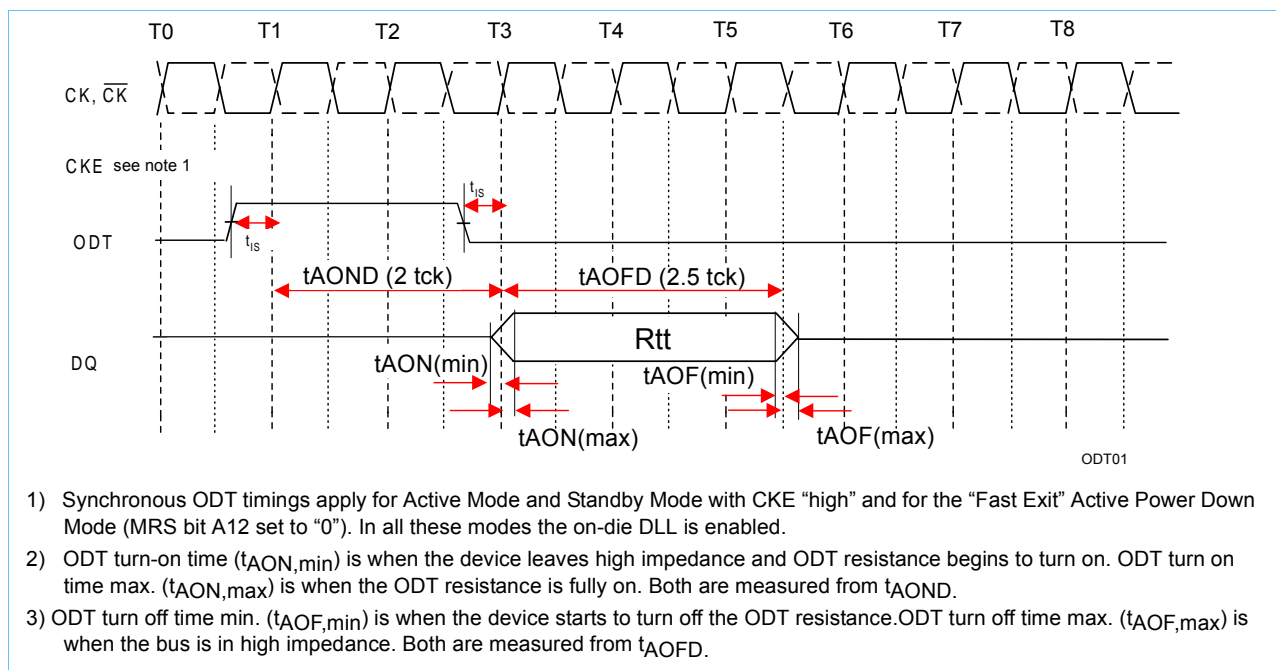 T0 T1 T2 T3 T4 T5 T6 T7 T8
CK, CK
CKE see note 1
tIS
ODT
tIS
tAOND (2 tck) tAOFD (2.5 tck)
Rtt
DQ
tAON(min) tAOF(min)
tAON(max) tAOF(max)
ODT01
1) Synchronous ODT timings apply for Active Mode and Standby Mode with CKE “high” and for the “Fast Exit” Active Power Down
Mode (MRS bit A12 set to “0”). In all these modes the on-die DLL is enabled.
2) ODT turn-on time (tAON,min) is when the device leaves high impedance and ODT resistance begins to turn on. ODT turn on
time max. (tAON,max) is when the ODT resistance is fully on. Both are measured from tAOND.
3) ODT turn off time min. (tAOF,min) is when the device starts to turn off the ODT resistance.ODT turn off time max. (tAOF,max) is
when the bus is in high impedance. Both are measured from tAOFD.